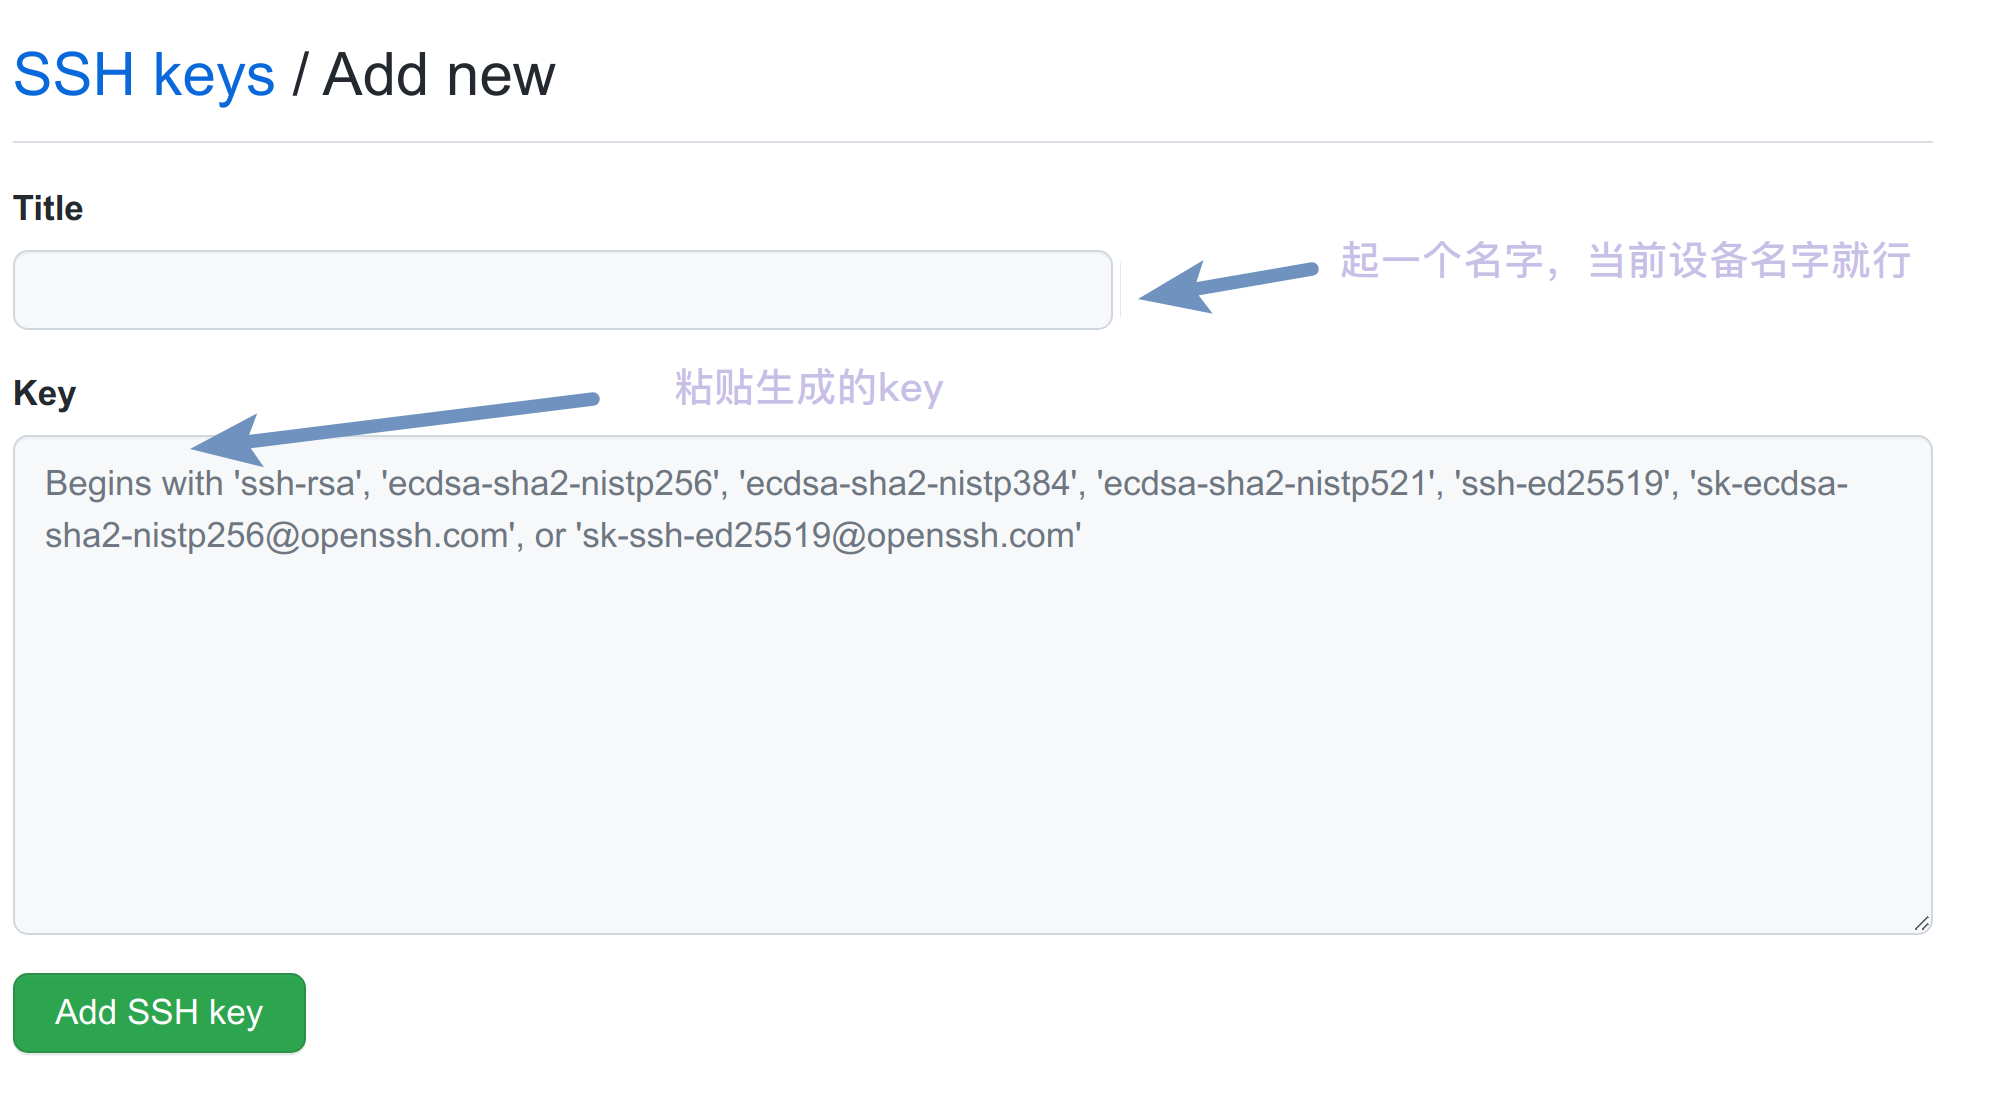 SSH keys / Add new
Title
起一个名字，当前设备名字就行
Key
粘贴生成的key
Begins with 'ssh-rsa', 'ecdsa-sha2-nistp256', 'ecdsa-sha2-nistp384', 'ecdsa-sha2-nistp521', 'ssh-ed25519', 'sk-ecdsa-
sha2-nistp256@openssh.com', or 'sk-ssh-ed25519@openssh.com'
Add SSH key